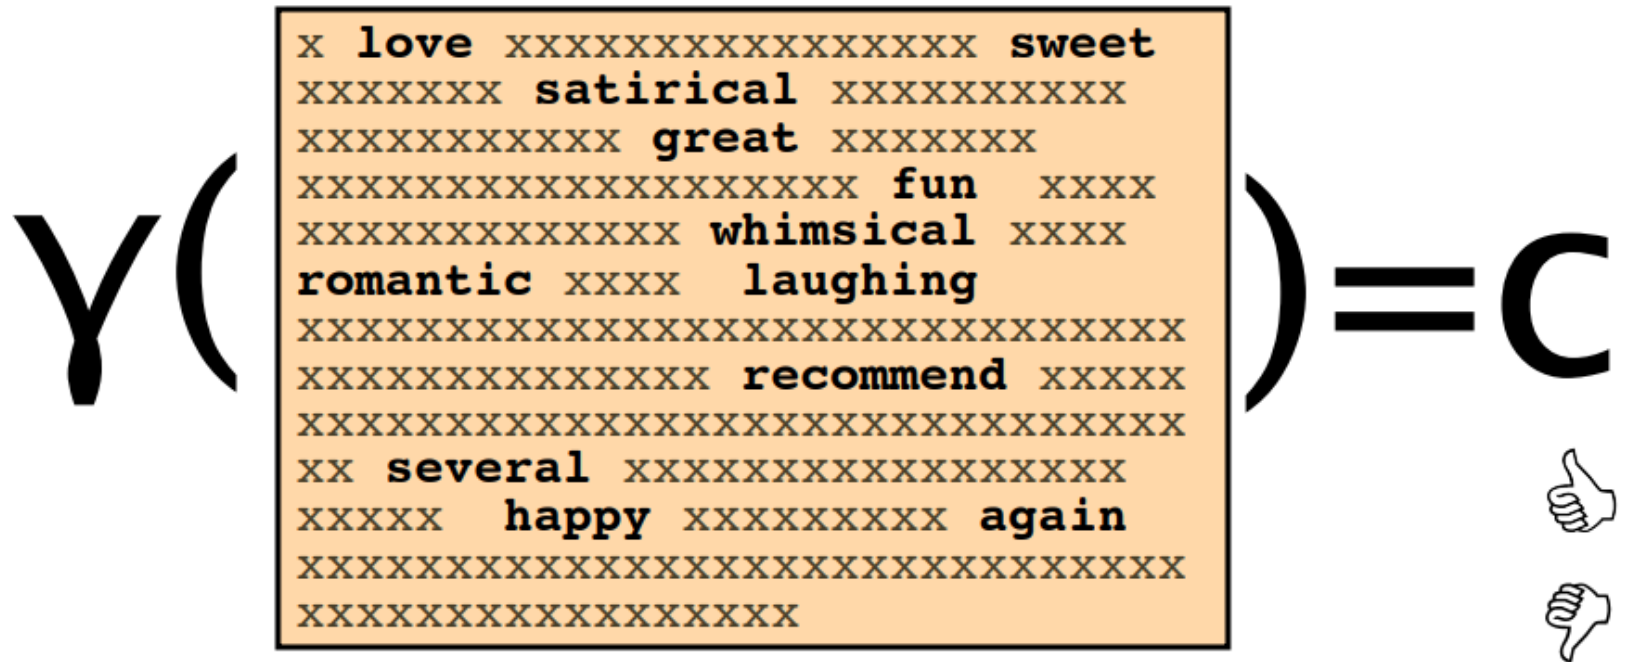 γ(
x love xxxxxxxxxxxxxxxx sweet
xxxxxxx satirical xxxxxxxxxx
xxxxxxxxxxx great xxxxxxx
xxxxxxxxxxxxxxxxxxx fun  xxxx
xxxxxxxxxxxxx whimsical xxxx
romantic xxxx  laughing
xxxxxxxxxxxxxxxxxxxxxxxxxxxxxx
xxxxxxxxxxxxxx recommend xxxxx
xxxxxxxxxxxxxxxxxxxxxxxxxxxxxx
xx several xxxxxxxxxxxxxxxxx
xxxxx  happy xxxxxxxxx again
xxxxxxxxxxxxxxxxxxxxxxxxxxxxxx
xxxxxxxxxxxxxxxxx
)=c